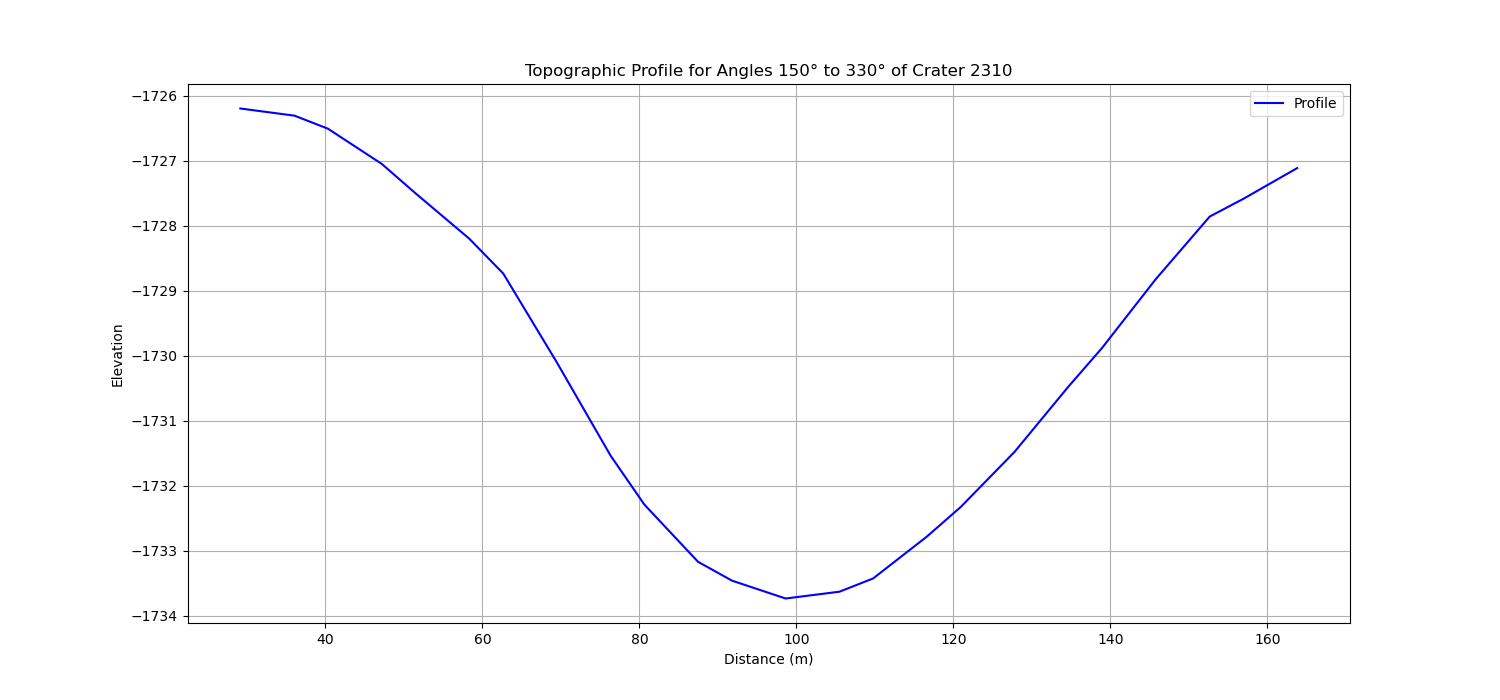 Topographic Profile for Angles 150° to 330° of Crater 2310
Profile
−1726
−1727
−1728
−1729
−1730
−1731
−1732
−1733
−1734
Elevation
40 60 80 100 120 140 160
Distance (m)